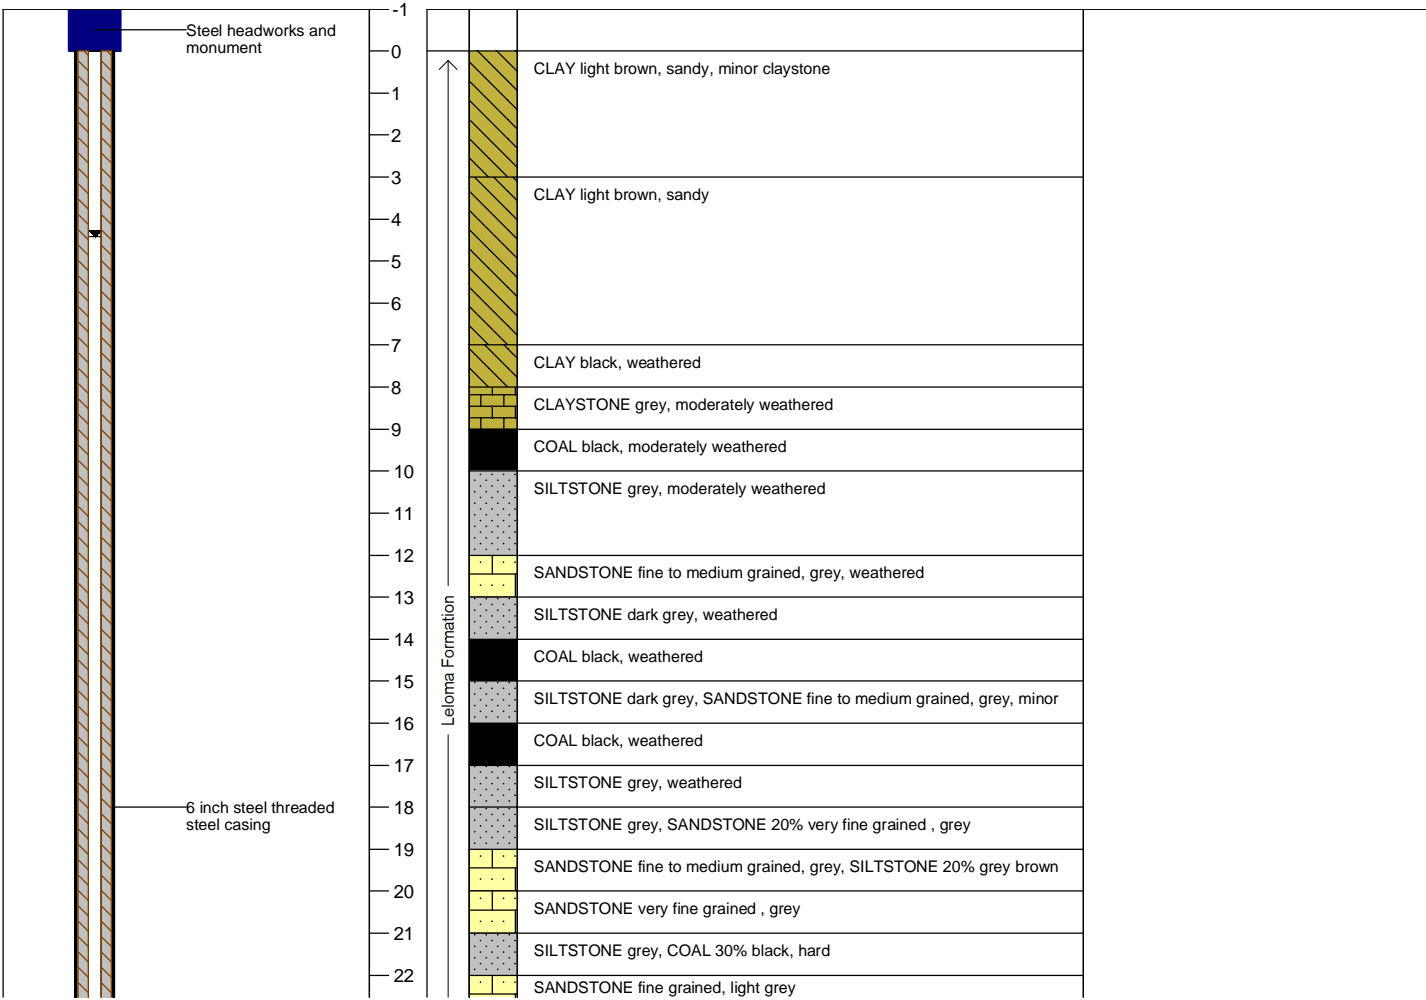 -1
Steel headworks and
monument
0
CLAY light brown, sandy, minor claystone
1
2
3
CLAY light brown, sandy
4
5
6
7
CLAY black, weathered
8
CLAYSTONE grey, moderately weathered
9
COAL black, moderately weathered
10
SILTSTONE grey, moderately weathered
11
12
SANDSTONE fine to medium grained, grey, weathered
13
SILTSTONE dark grey, weathered
14
COAL black, weathered
Leloma Formation
15
SILTSTONE dark grey, SANDSTONE fine to medium grained, grey, minor
16
COAL black, weathered
17
SILTSTONE grey, weathered
6 inch steel threaded
steel casing
18
SILTSTONE grey, SANDSTONE 20% very fine grained , grey
19
SANDSTONE fine to medium grained, grey, SILTSTONE 20% grey brown
20
SANDSTONE very fine grained , grey
21
SILTSTONE grey, COAL 30% black, hard
22
SANDSTONE fine grained, light grey